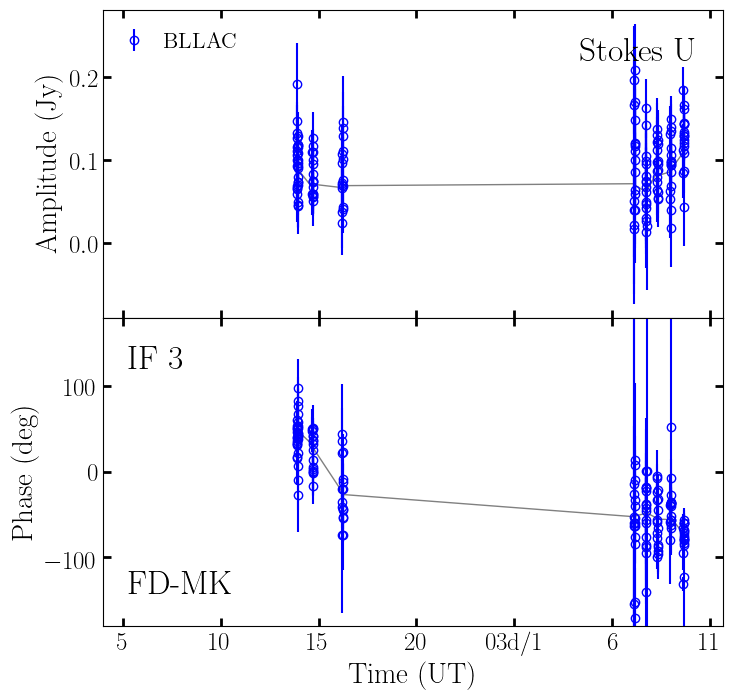 BLLAC
Stokes U
0.2
0.1
0.0
Amplitude (Jy)
IF 3
100
0
−100
Phase (deg)
FD-MK
5 10 15 20 03d/1 6 11
Time (UT)